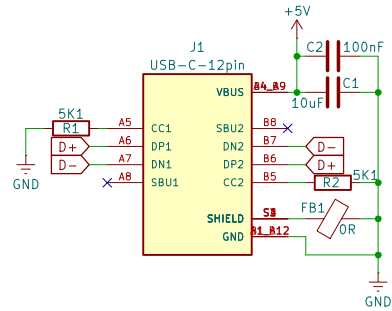 +5V
J1
USB-C-12pin
C2 100nF
VBUS
C1
10uF
5K1
R1
A5 CC1
SBU2 B8
D+ A6 DP1
DN2 B7 D-
D- A7 DN1
DP2 B6 D+
A8 SBU1
CC2 B5 R2 5K1
GND
SHIELD
FB1
0R
GND
GND